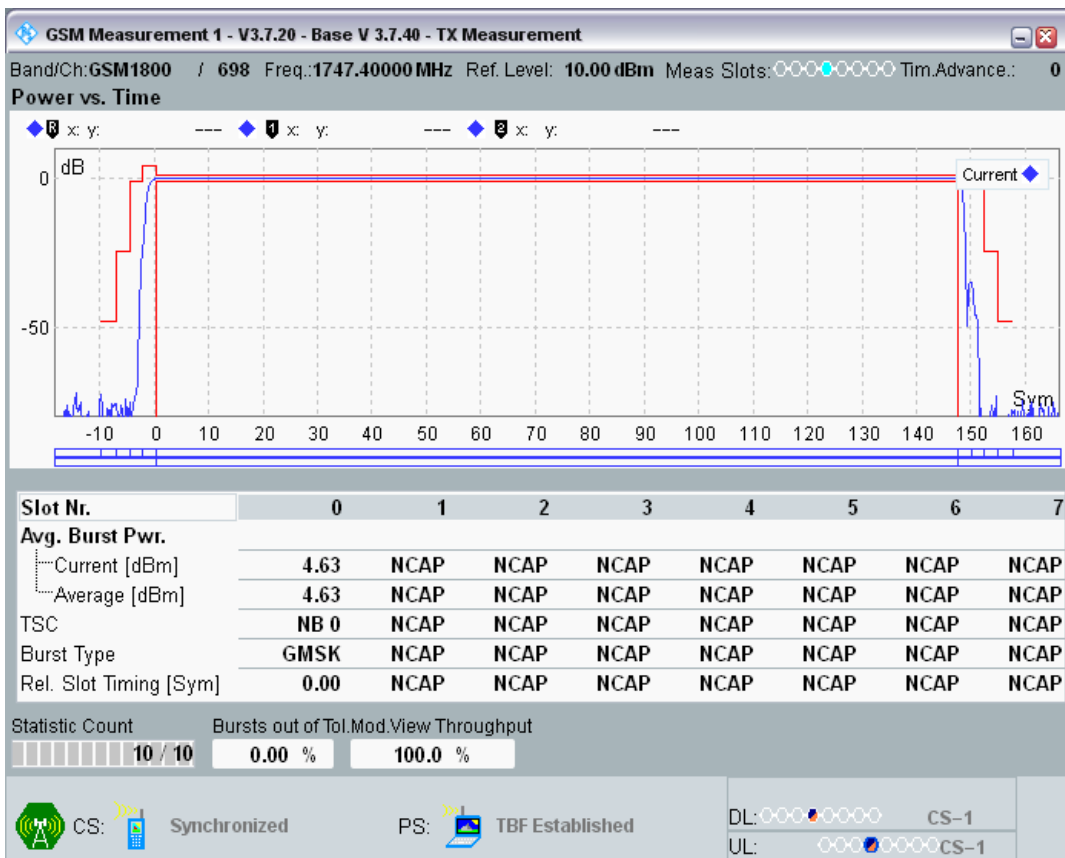 GSM Measurement 1 - V3.7.20 - Base V 3.7.40 - TX Measurement
Band/Ch:GSM1800 / 698 Freq.:1747.40000 MHz Ref. Level: 10.00 dBm Meas Slots: Tim.Advance.: 0
Power vs. Time
R x: y: --- 1 x: y: --- 2 x: y: ---
dB
Current
0
-50
Sym
-10 0 10 20 30 40 50 60 70 80 90 100 110 120 130 140 150 160
Slot Nr. 0 1 2 3 4 5 6 7
Avg. Burst Pwr.
Current [dBm] 4.63 NCAP NCAP NCAP NCAP NCAP NCAP NCAP
Average [dBm] 4.63 NCAP NCAP NCAP NCAP NCAP NCAP NCAP
TSC NB 0 NCAP NCAP NCAP NCAP NCAP NCAP NCAP
Burst Type GMSK NCAP NCAP NCAP NCAP NCAP NCAP NCAP
Rel. Slot Timing [Sym] 0.00 NCAP NCAP NCAP NCAP NCAP NCAP NCAP
Statistic Count Bursts out of Tol.Mod.View Throughput
10 / 10 0.00 % 100.0 %
CS: Synchronized PS: TBF Established DL: CS-1
UL: CS-1